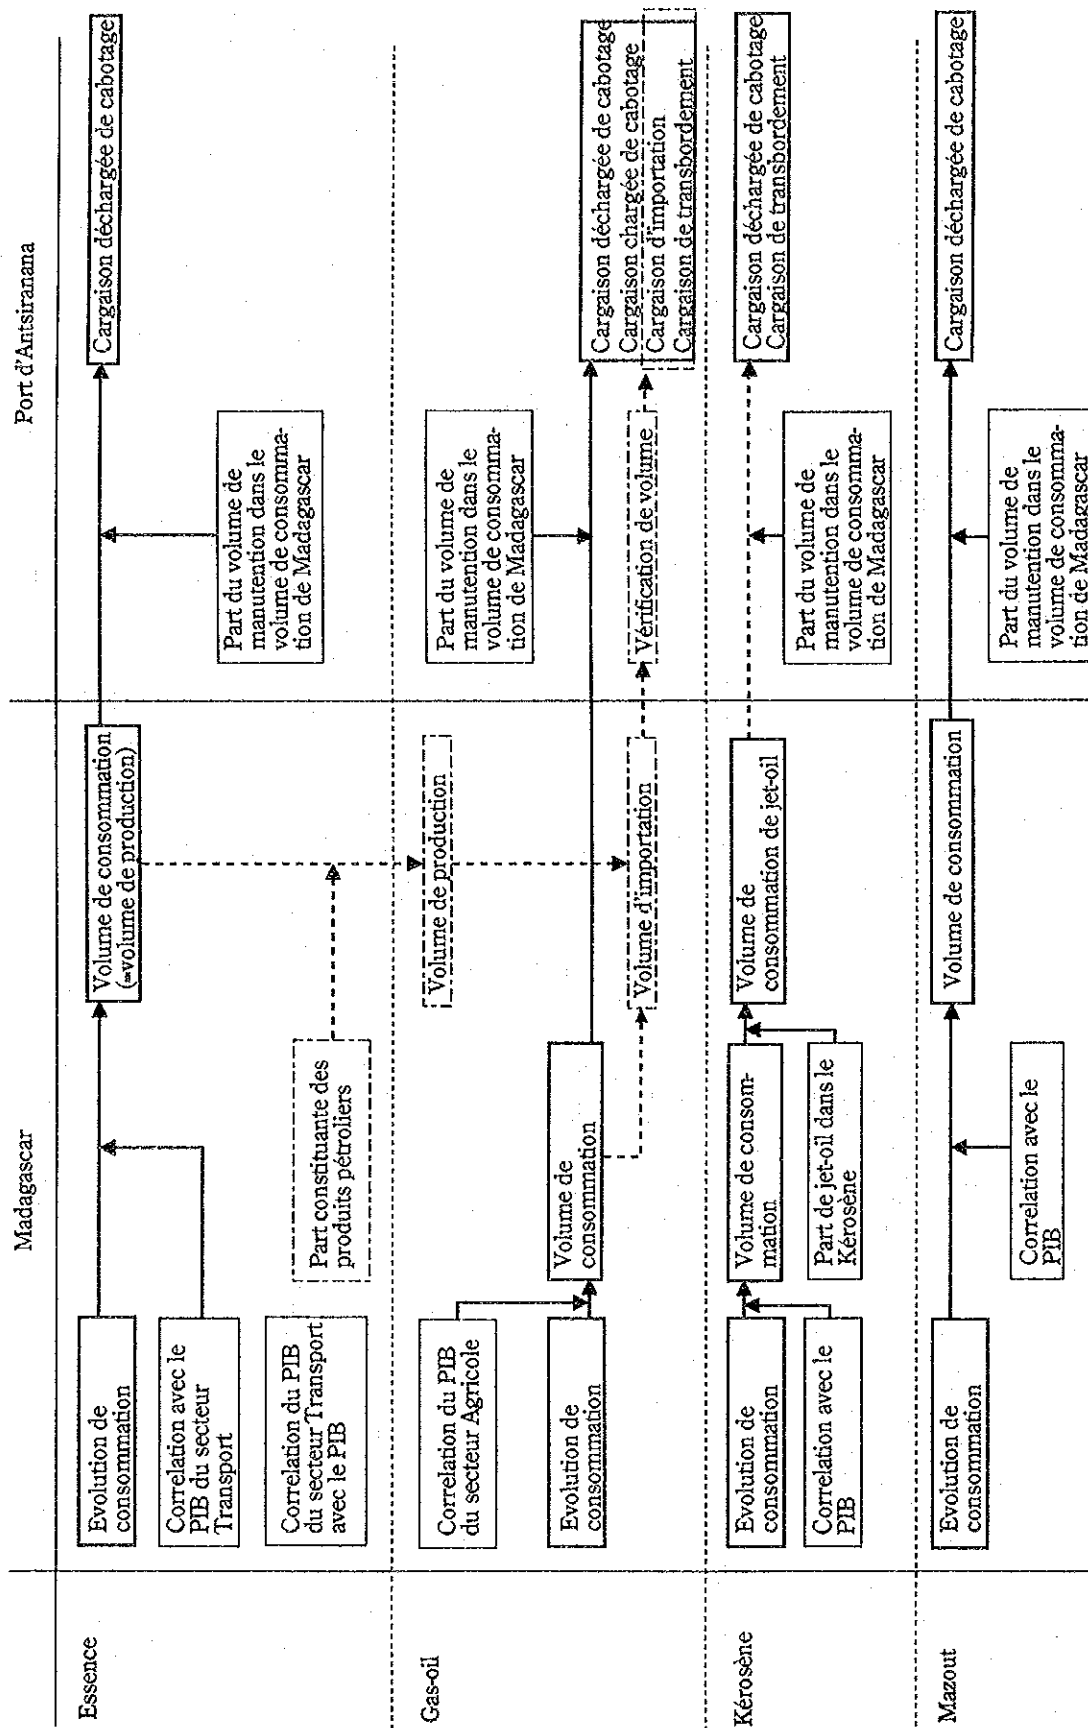 Madagascar
Port d'Antsiranana
Essence
Evolution de
consommation
Correlation avec le
PIB du secteur
Transport
Correlation du PIB
du secteur Transport
avec le PIB
Part constituante des
produits pétroliers
Volume de consommation
(=volume de production)
Part du volume de
manutention dans le
volume de consomma-
tion de Madagascar
Cargaison déchargée de cabotage
Gas-oil
Correlation du PIB
du secteur Agricole
Evolution de
consommation
Volume de
consommation
Volume de production
Volume d'importation
Part du volume de
manutention dans le
volume de consomma-
tion de Madagascar
Vérification de volume
Cargaison déchargée de cabotage
Cargaison chargée de cabotage
Cargaison d'importation
Cargaison de transbordement
Kérosène
Evolution de
consommation
Correlation avec le
PIB
Volume de consom-
mation
Part de jet-oil dans le
Kérosène
Volume de
consommation de jet-oil
Part du volume de
manutention dans le
volume de consomma-
tion de Madagascar
Cargaison déchargée de cabotage
Cargaison de transbordement
Mazout
Evolution de
consommation
Correlation avec le
PIB
Volume de consommation
Part du volume de
manutention dans le
volume de consomma-
tion de Madagascar
Cargaison déchargée de cabotage